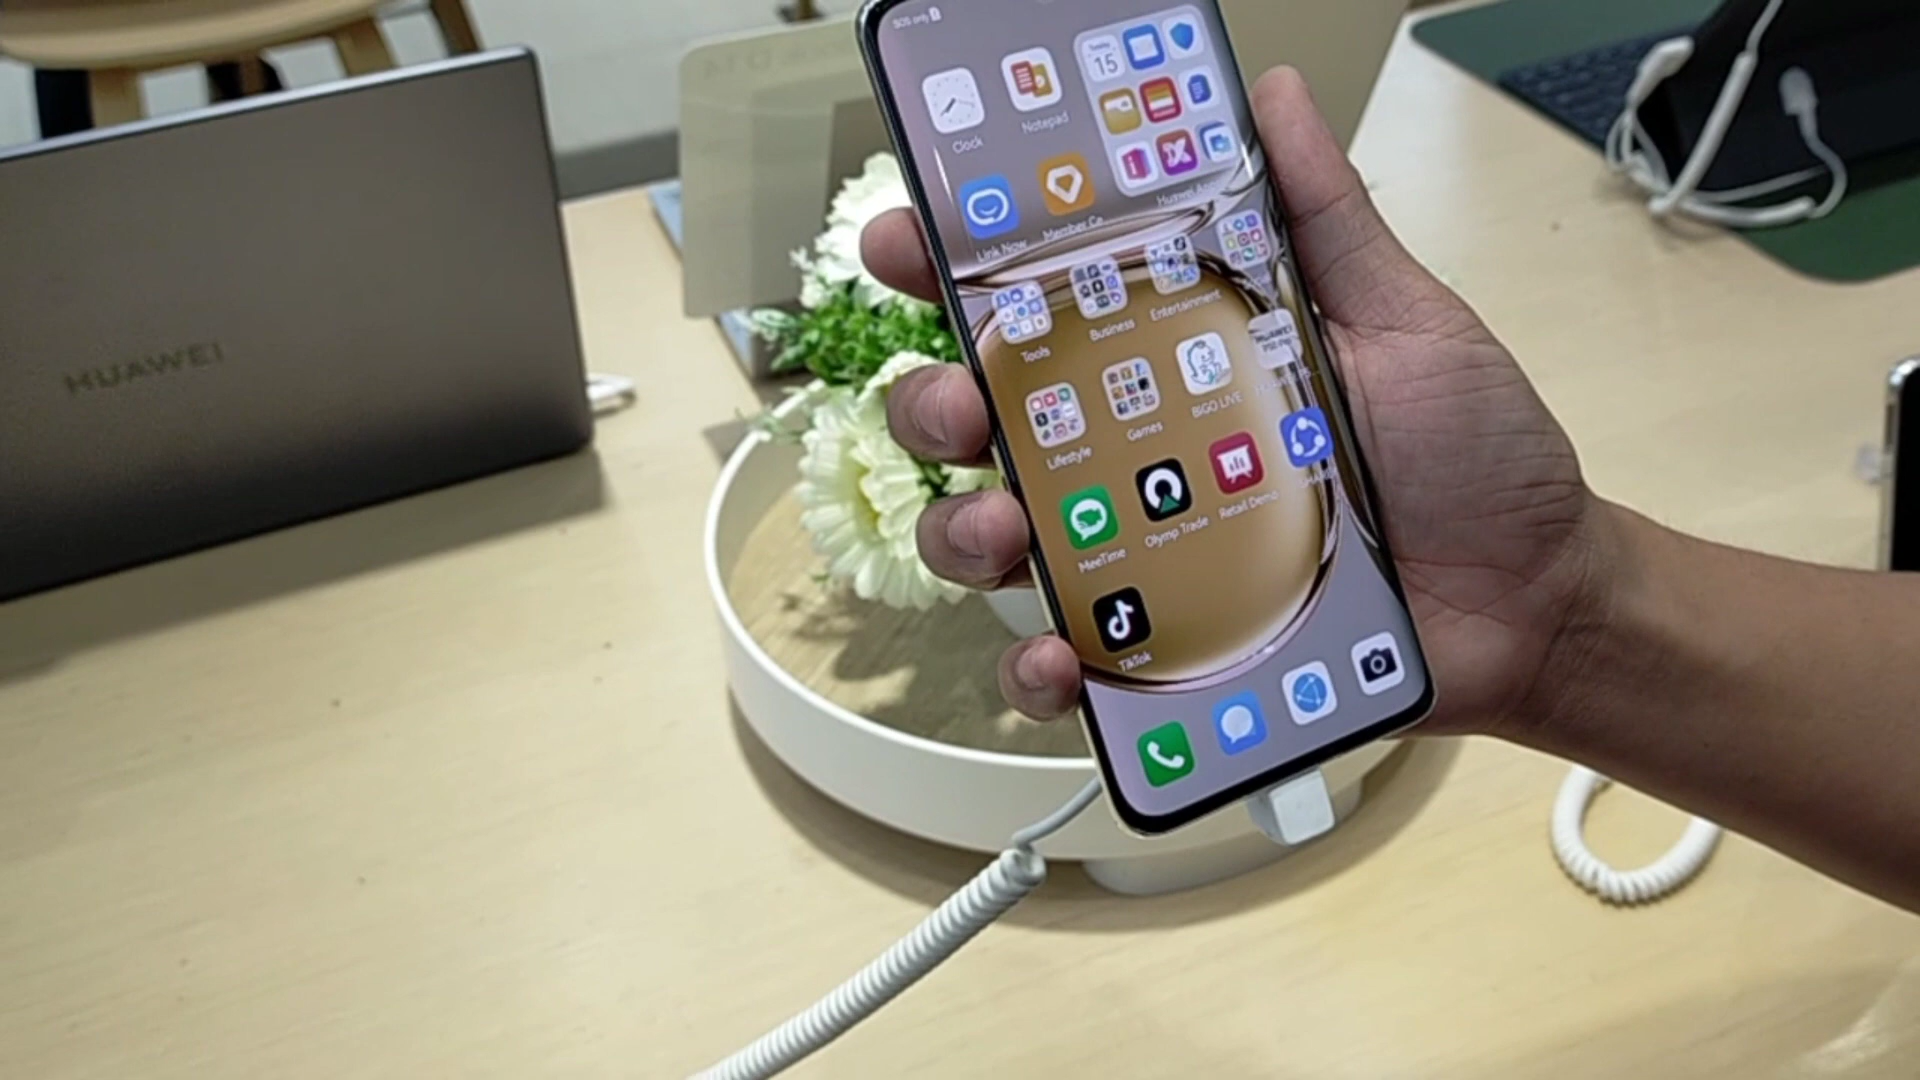 SOS only
Clock
Notepad
Tuesday
15
Link Now
Member Ce
Tools
Business
Entertainment
Lifestyle
Games
BIGO LIVE
HUAWEI
MeeTime
Olymp Trade
Retail Demo
TikTok
HUAWEI